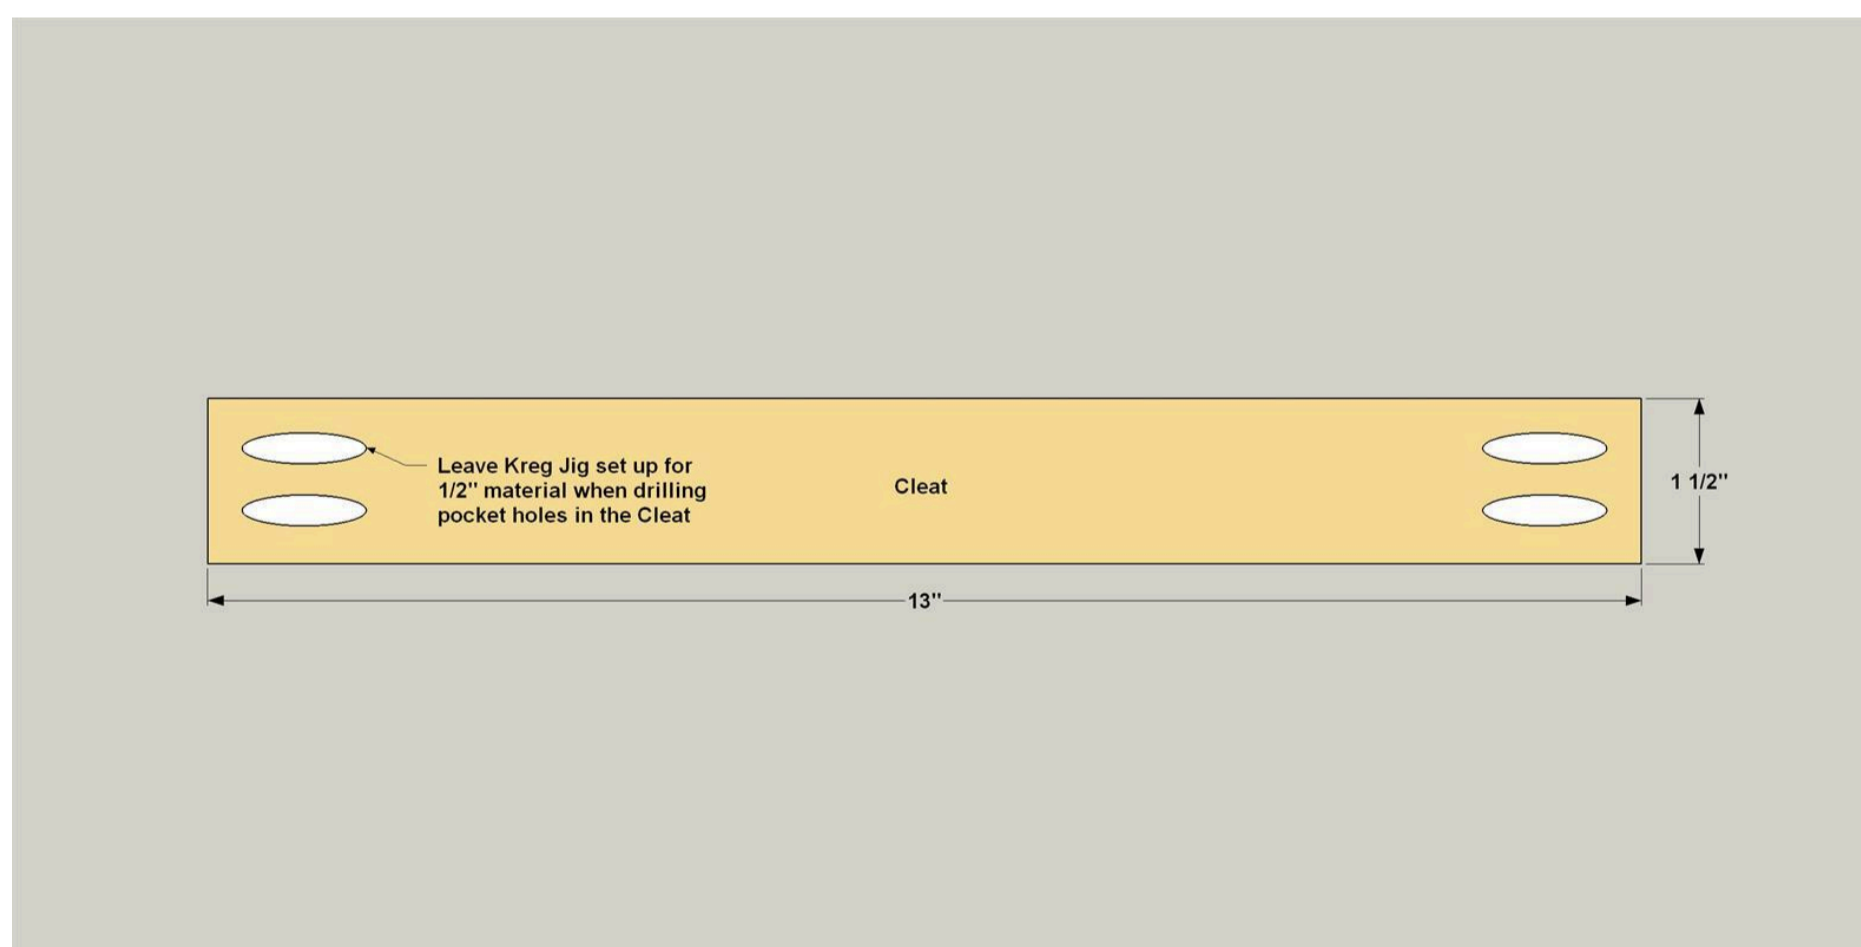 Leave Kreg Jig set up for
1/2" material when drilling
pocket holes in the Cleat
Cleat
1 1/2"
13"